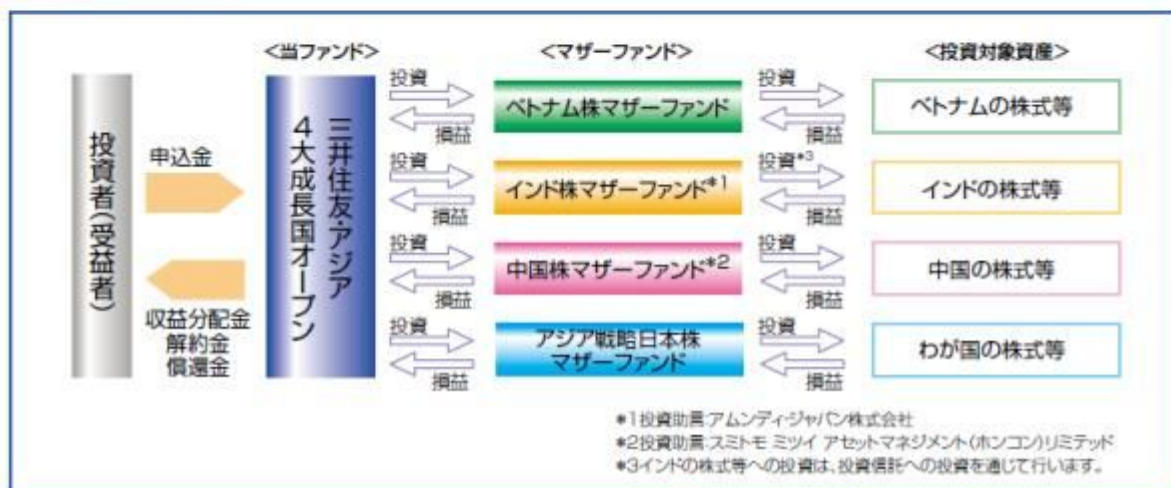 <当ファンド>
<マザーファンド>
<投資対象資産>
投資者(受益者)
申込金
収益分配金
解約金
償還金
三井住友・アジア
4大成長国オープン
投資
損益
ベトナム株マザーファンド
投資
損益
ベトナムの株式等
投資
損益
インド株マザーファンド*1
投資*3
損益
インドの株式等
投資
損益
中国株マザーファンド*2
投資
損益
中国の株式等
投資
損益
アジア戦略日本株
マザーファンド
投資
損益
わが国の株式等
*1投資助言:アムンディ・ジャパン株式会社
*2投資助言:スミトモ ミツイ アセットマネジメント(ホンコン)リミテッド
*3インドの株式等への投資は、投資信託への投資を通じて行います。